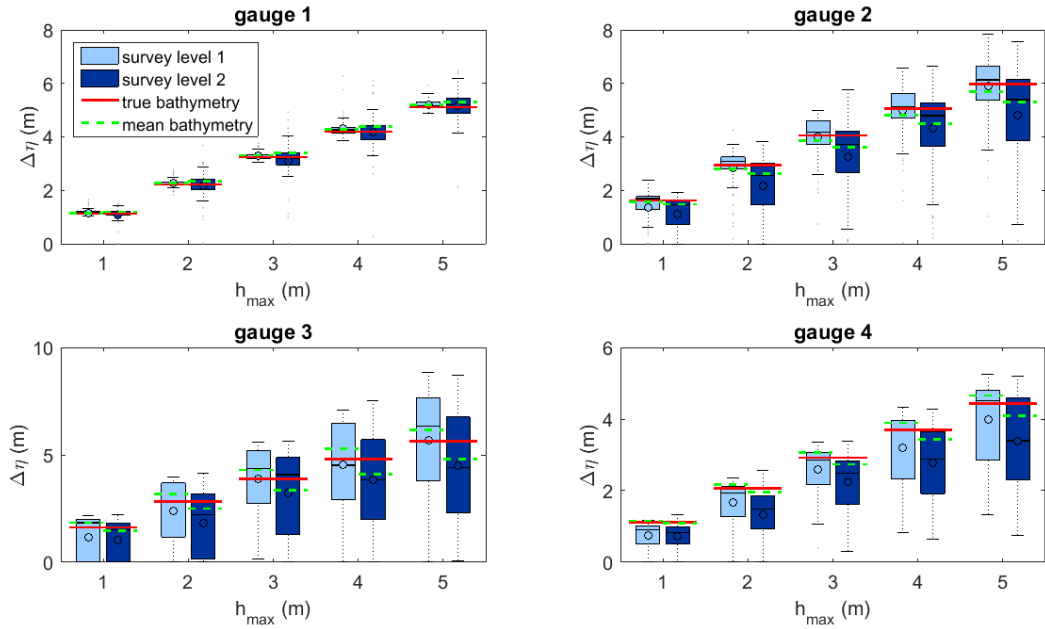 gauge 1
8
6
4
2
0
Δη (m)
survey level 1
survey level 2
true bathymetry
mean bathymetry
1 2 3 4 5
h_max (m)
gauge 2
8
6
4
2
0
Δη (m)
1 2 3 4 5
h_max (m)
gauge 3
10
5
0
Δη (m)
1 2 3 4 5
h_max (m)
gauge 4
6
4
2
0
Δη (m)
1 2 3 4 5
h_max (m)